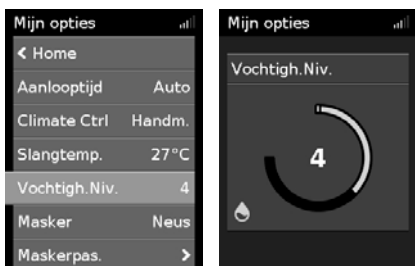 Mijn opties
< Home
Aanlooptijd Auto
Climate Ctrl Handm.
Slangtemp. 27°C
Vochtigh.Niv. 4
Masker Neus
Maskerpas. >
Mijn opties
Vochtigh.Niv.
4